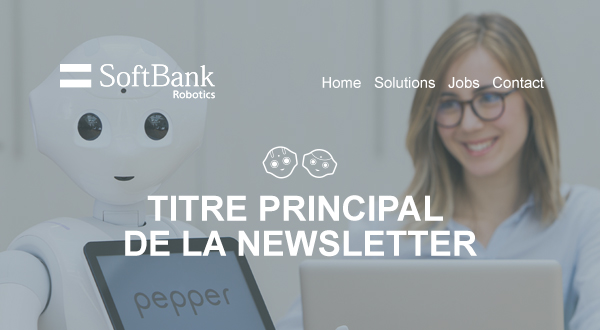 SoftBank
Robotics
Home Solutions Jobs Contact
TITRE PRINCIPAL
DE LA NEWSLETTER
pepper